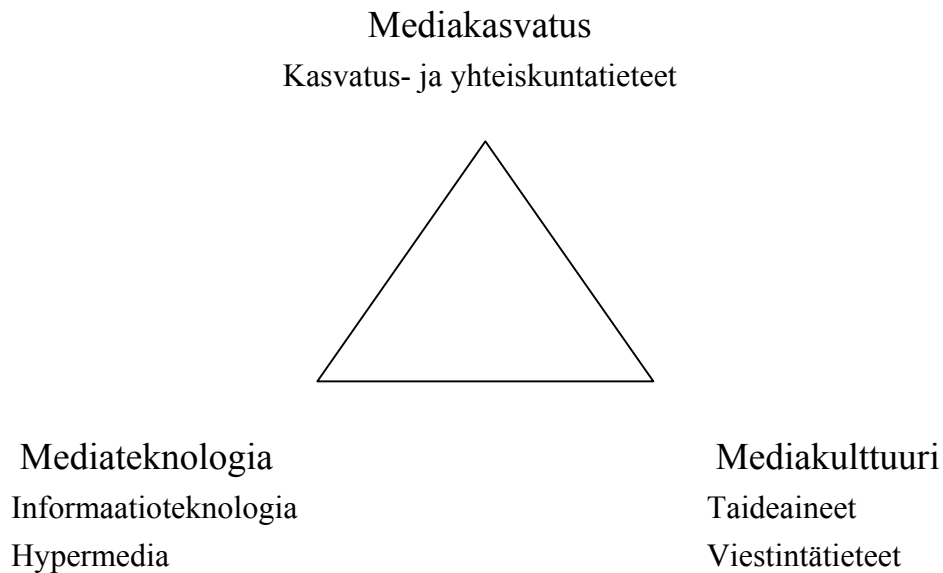 Mediakasvatus
Kasvatus- ja yhteiskuntatieteet
Mediateknologia
Informaatioteknologia
Hypermedia
Mediakulttuuri
Taideaineet
Viestintätieteet